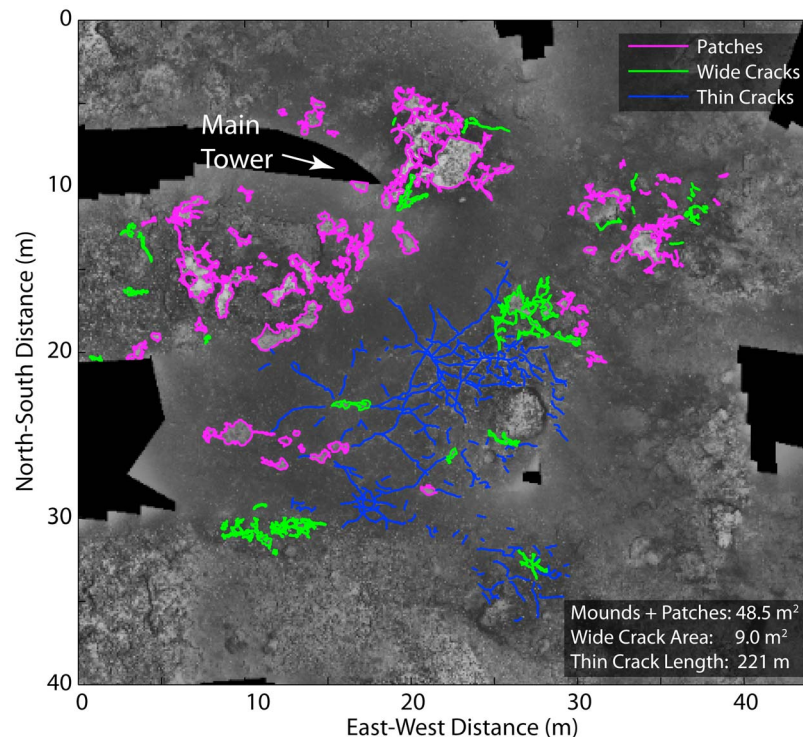 0
10
20
30
40
North-South Distance (m)
Main
Tower
Patches
Wide Cracks
Thin Cracks
Mounds + Patches: 48.5 m²
Wide Crack Area: 9.0 m²
Thin Crack Length: 221 m
0 10 20 30 40
East-West Distance (m)